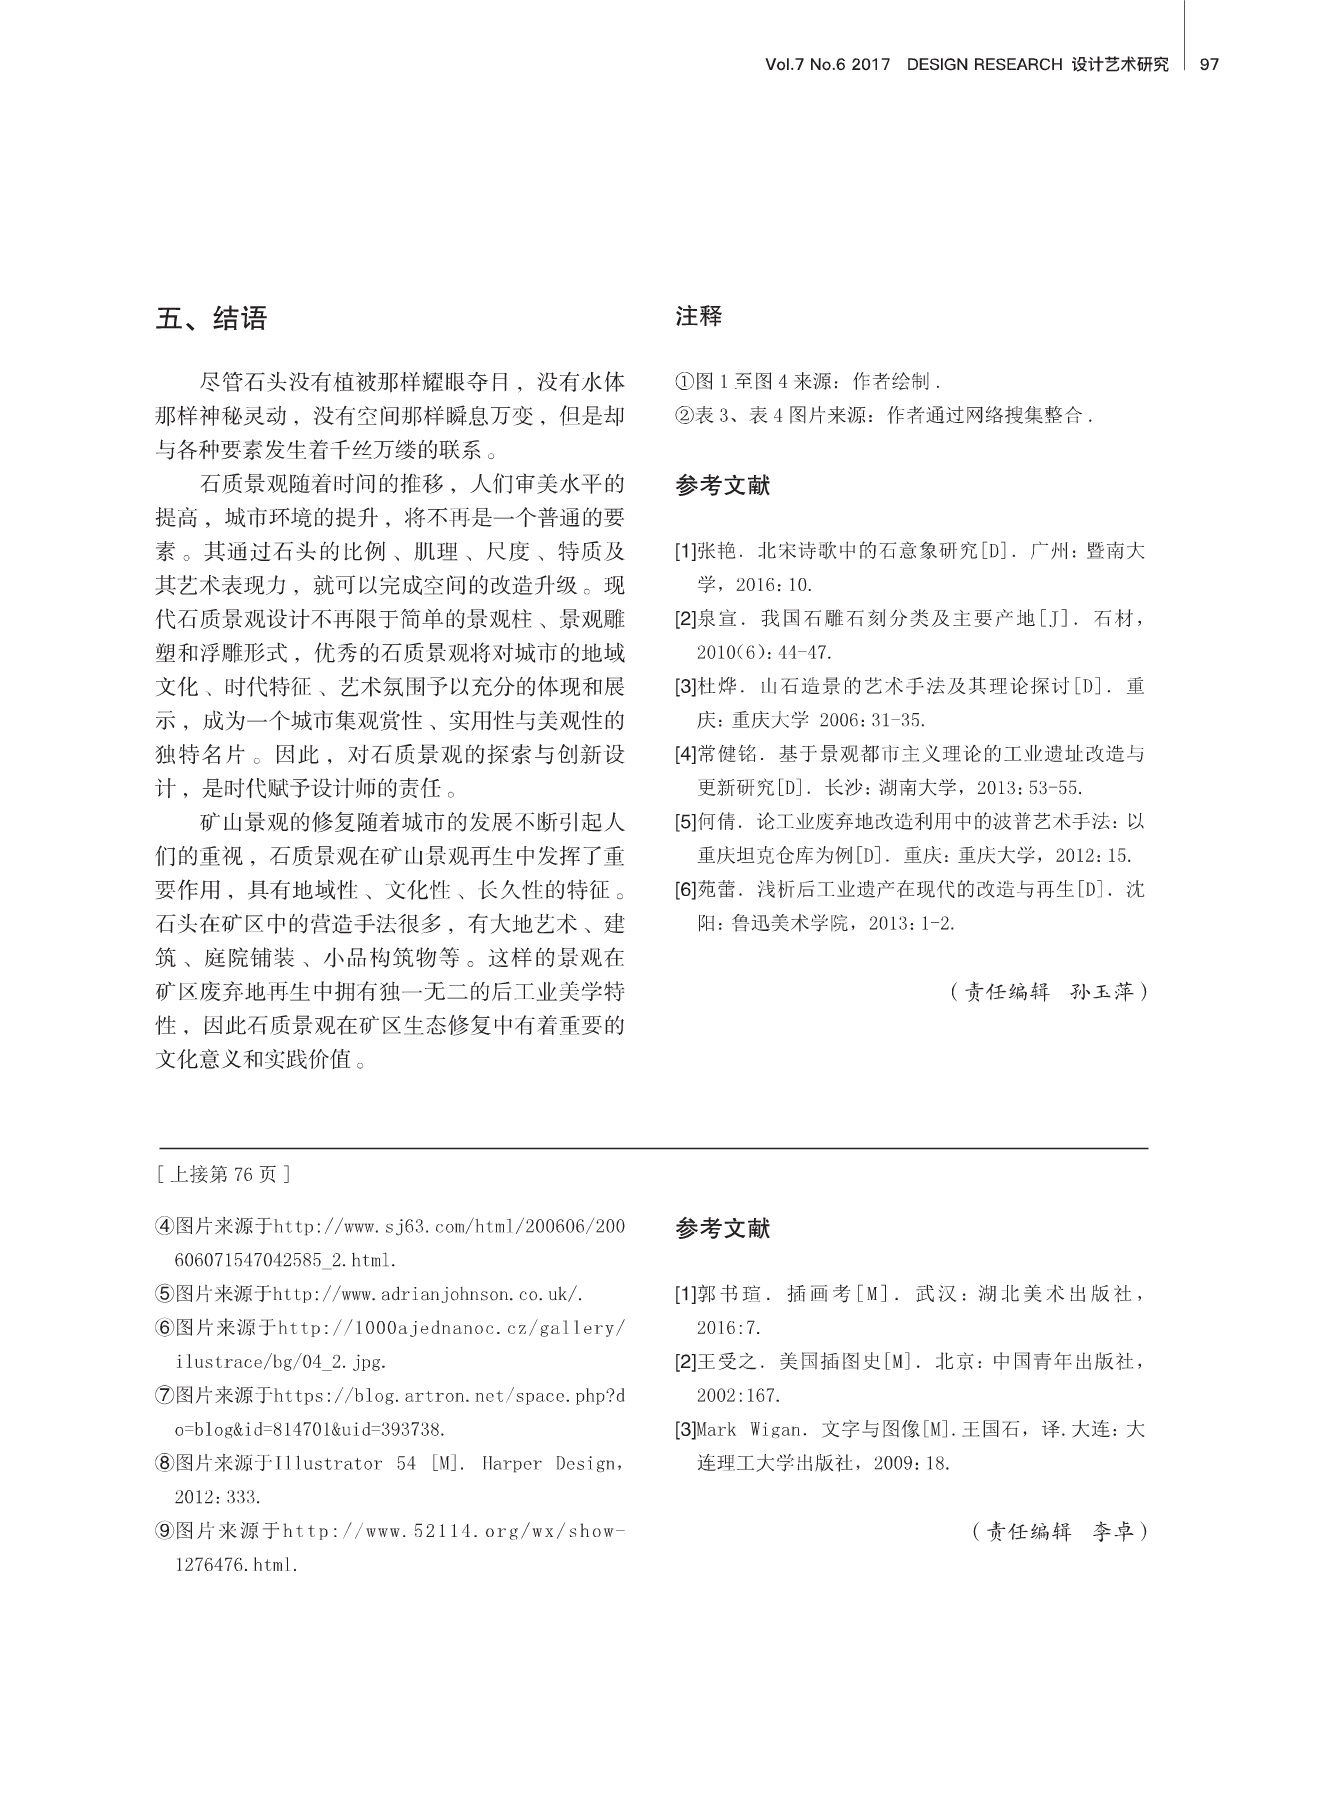 Vol.7 No.6 2017 DESIGN RESEARCH 设计艺术研究 97
五、结语
尽管石头没有植被那样耀眼夺目，没有水体
那样神秘灵动，没有空间那样瞬息万变，但是却
与各种要素发生着千丝万缕的联系。
石质景观随着时间的推移，人们审美水平的
提高，城市环境的提升，将不再是一个普通的要
素。其通过石头的比例、肌理、尺度、特质及
其艺术表现力，就可以完成空间的改造升级。现
代石质景观设计不再限于简单的景观柱、景观雕
塑和浮雕形式，优秀的石质景观将对城市的地域
文化、时代特征、艺术氛围予以充分的体现和展
示，成为一个城市集观赏性、实用性与美观性的
独特名片。因此，对石质景观的探索与创新设
计，是时代赋予设计师的责任。
矿山景观的修复随着城市的发展不断引起人
们的重视，石质景观在矿山景观再生中发挥了重
要作用，具有地域性、文化性、长久性的特征。
石头在矿区中的营造手法很多，有大地艺术、建
筑、庭院铺装、小品构筑物等。这样的景观在
矿区废弃地再生中拥有独一无二的后工业美学特
性，因此石质景观在矿区生态修复中有着重要的
文化意义和实践价值。
注释
①图 1 至图 4 来源：作者绘制.
②表 3、表 4 图片来源：作者通过网络搜集整合.
参考文献
[1]张艳．北宋诗歌中的石意象研究[D]．广州：暨南大
学，2016：10.
[2]泉宣．我国石雕石刻分类及主要产地[J]．石材，
2010(6)：44-47.
[3]杜烨．山石造景的艺术手法及其理论探讨[D]．重
庆：重庆大学 2006：31-35.
[4]常健铭．基于景观都市主义理论的工业遗址改造与
更新研究[D]．长沙：湖南大学，2013：53-55.
[5]何倩．论工业废弃地改造利用中的波普艺术手法：以
重庆坦克仓库为例[D]．重庆：重庆大学，2012：15.
[6]苑蕾．浅析后工业遗产在现代的改造与再生[D]．沈
阳：鲁迅美术学院，2013：1-2.
（责任编辑 孙玉萍）
[上接第 76 页]
④图片来源于http://www.sj63.com/html/200606/200
606071547042585_2.html.
⑤图片来源于http://www.adrianjohnson.co.uk/.
⑥图片来源于http://1000ajednanoc.cz/gallery/
ilustrace/bg/04_2.jpg.
⑦图片来源于https://blog.artron.net/space.php?d
o=blog&id=814701&uid=393738.
⑧图片来源于Illustrator 54 [M]. Harper Design,
2012：333.
⑨图片来源于http://www.52114.org/wx/show-
1276476.html.
参考文献
[1]郭书瑄．插画考[M]．武汉：湖北美术出版社，
2016:7.
[2]王受之．美国插图史[M]．北京：中国青年出版社，
2002:167.
[3]Mark Wigan．文字与图像[M].王国石，译.大连：大
连理工大学出版社，2009：18.
（责任编辑 李卓）